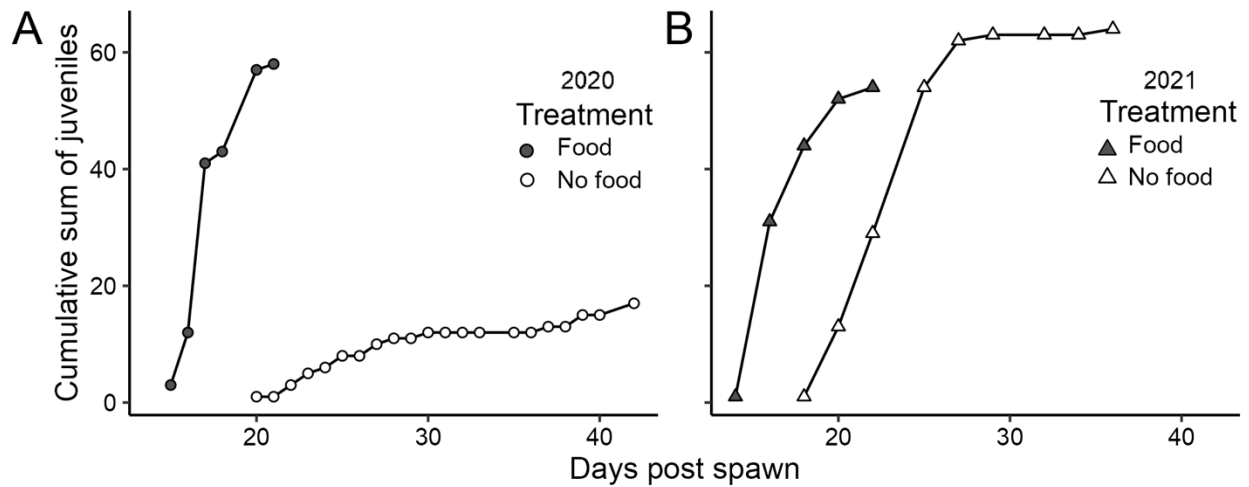 A
Cumulative sum of juveniles
60
40
20
0
2020
Treatment
Food
No food
20
30
40
B
2021
Treatment
Food
No food
20
30
40
Days post spawn